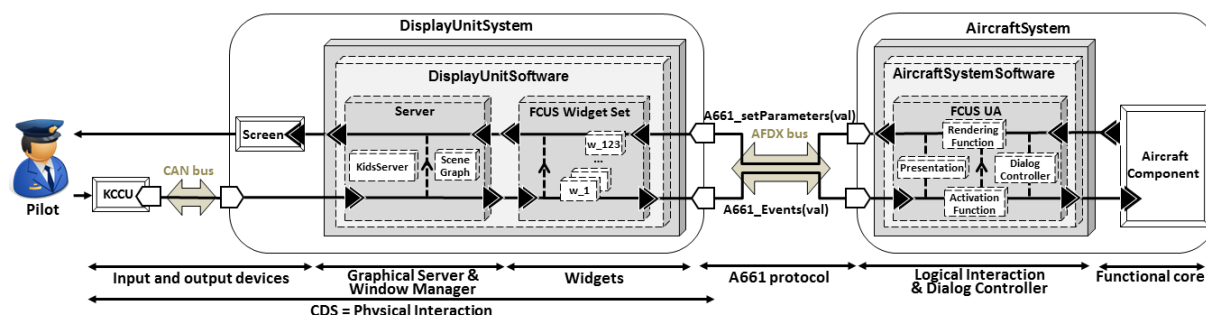 DisplayUnitSystem
AircraftSystem
DisplayUnitSoftware
AircraftSystemSoftware
Server
FCUS Widget Set
FCUS UA
A661_setParameters(val)
Screen
KidsServer
Scene
Graph
w_123
...
w_1
AFDX bus
Rendering
Function
Presentation
Dialog
Controller
Activation
Function
Aircraft
Component
CAN bus
KCCU
Pilot
A661_Events(val)
Input and output devices
Graphical Server &
Window Manager
Widgets
A661 protocol
Logical Interaction
& Dialog Controller
Functional core
CDS = Physical Interaction